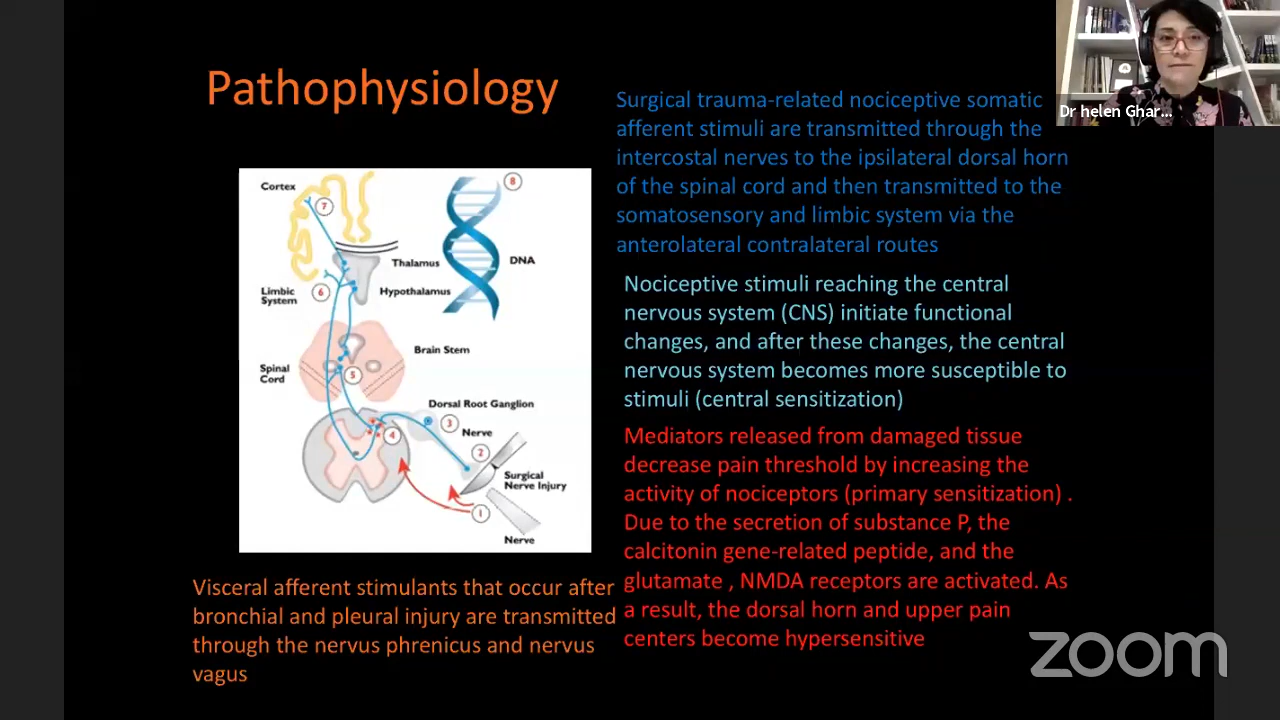 Pathophysiology
Surgical trauma-related nociceptive somatic
afferent stimuli are transmitted through the
intercostal nerves to the ipsilateral dorsal horn
of the spinal cord and then transmitted to the
somatosensory and limbic system via the
anterolateral contralateral routes
Nociceptive stimuli reaching the central
nervous system (CNS) initiate functional
changes, and after these changes, the central
nervous system becomes more susceptible to
stimuli (central sensitization)
Mediators released from damaged tissue
decrease pain threshold by increasing the
activity of nociceptors (primary sensitization) .
Due to the secretion of substance P, the
calcitonin gene-related peptide, and the
glutamate , NMDA receptors are activated. As
a result, the dorsal horn and upper pain
centers become hypersensitive
Cortex
7
8
DNA
Thalamus
Limbic
System
6
Hypothalamus
Brain Stem
Spinal
Cord
5
Dorsal Root Ganglion
3
4
Nerve
2
Surgical
Nerve Injury
1
Nerve
Visceral afferent stimulants that occur after
bronchial and pleural injury are transmitted
through the nervus phrenicus and nervus
vagus
Dr helen Ghar...
zoom